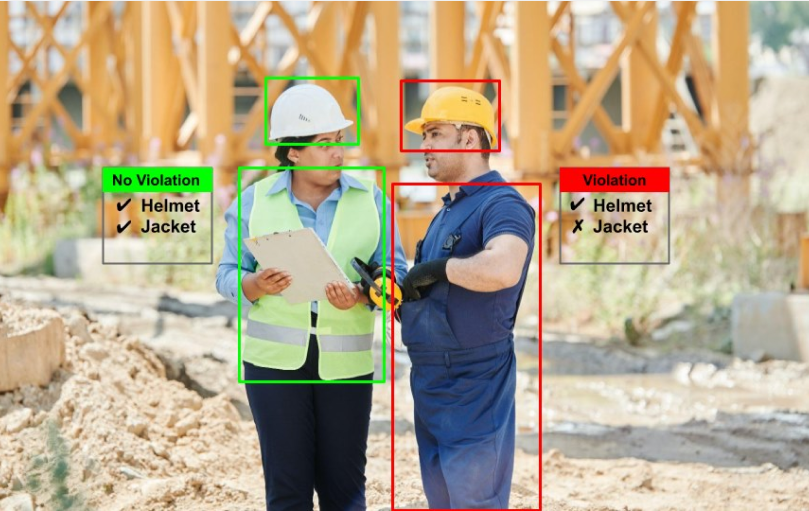 No Violation
✔ Helmet
✔ Jacket
Violation
✔ Helmet
✗ Jacket